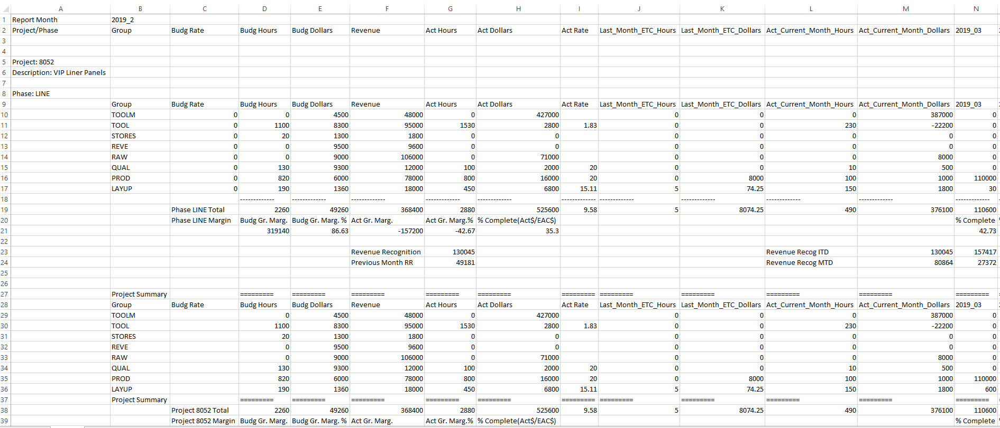 A B C D E F G H I J K L M N
1 Report Month 2019_2
2 Project/Phase Group Budg Rate Budg Hours Budg Dollars Revenue Act Hours Act Dollars Act Rate Last_Month_ETC_Hours Last_Month_ETC_Dollars Act_Current_Month_Hours Act_Current_Month_Dollars 2019_03
3
4
5 Project: 8052
6 Description: VIP Liner Panels
7
8 Phase: LINE
9 Group Budg Rate Budg Hours Budg Dollars Revenue Act Hours Act Dollars Act Rate Last_Month_ETC_Hours Last_Month_ETC_Dollars Act_Current_Month_Hours Act_Current_Month_Dollars 2019_03
10 TOOLM 0 0 4500 48000 0 427000 0 0 0 387000 0
11 TOOL 0 1100 8300 95000 1530 2800 1.83 0 0 230 -22200 0
12 STORES 0 20 1300 1800 0 0 0 0 0 0 0
13 REVE 0 0 9500 9600 0 0 0 0 0 0 0
14 RAW 0 0 9000 106000 0 71000 0 0 0 8000 0
15 QUAL 0 130 9300 12000 100 2000 20 0 0 10 500 0
16 PROD 0 820 6000 78000 800 16000 20 0 8000 100 1000 110000
17 LAYUP 0 190 1360 18000 450 6800 15.11 5 74.25 150 1800 30
18 ------------- ------------- ------------- ------------- ------------- ------------- ------------- ------------- ------------- ------------- -------------
19 Phase LINE Total 2260 49260 368400 2880 525600 9.58 5 8074.25 490 376100 110600
20 Phase LINE Margin Budg Gr. Marg. Budg Gr. Marg. % Act Gr. Marg. Act Gr. Marg.% % Complete(Act$/EAC$) % Complete
21 319140 86.63 -157200 -42.67 35.3 42.73
22
23 Revenue Recognition 130045 Revenue Recog ITD 130045 157417
24 Previous Month RR 49181 Revenue Recog MTD 80864 27372
25
26
27 Project Summary ========= ========= ========= ========= ========= ========= ========= ========= ========= ========= =========
28 Group Budg Rate Budg Hours Budg Dollars Revenue Act Hours Act Dollars Act Rate Last_Month_ETC_Hours Last_Month_ETC_Dollars Act_Current_Month_Hours Act_Current_Month_Dollars 2019_03
29 TOOLM 0 4500 48000 0 427000 0 0 0 387000 0
30 TOOL 1100 8300 95000 1530 2800 1.83 0 0 230 -22200 0
31 STORES 20 1300 1800 0 0 0 0 0 0 0
32 REVE 0 9500 9600 0 0 0 0 0 0 0
33 RAW 0 9000 106000 0 71000 0 0 0 8000 0
34 QUAL 130 9300 12000 100 2000 20 0 0 10 500 0
35 PROD 820 6000 78000 800 16000 20 0 8000 100 1000 110000
36 LAYUP 190 1360 18000 450 6800 15.11 5 74.25 150 1800 600
37 Project Summary ========= ========= ========= ========= ========= ========= ========= ========= ========= ========= =========
38 Project 8052 Total 2260 49260 368400 2880 525600 9.58 5 8074.25 490 376100 110600
39 Project 8052 Margin Budg Gr. Marg. Budg Gr. Marg. % Act Gr. Marg. Act Gr. Marg.% % Complete(Act$/EAC$) % Complete